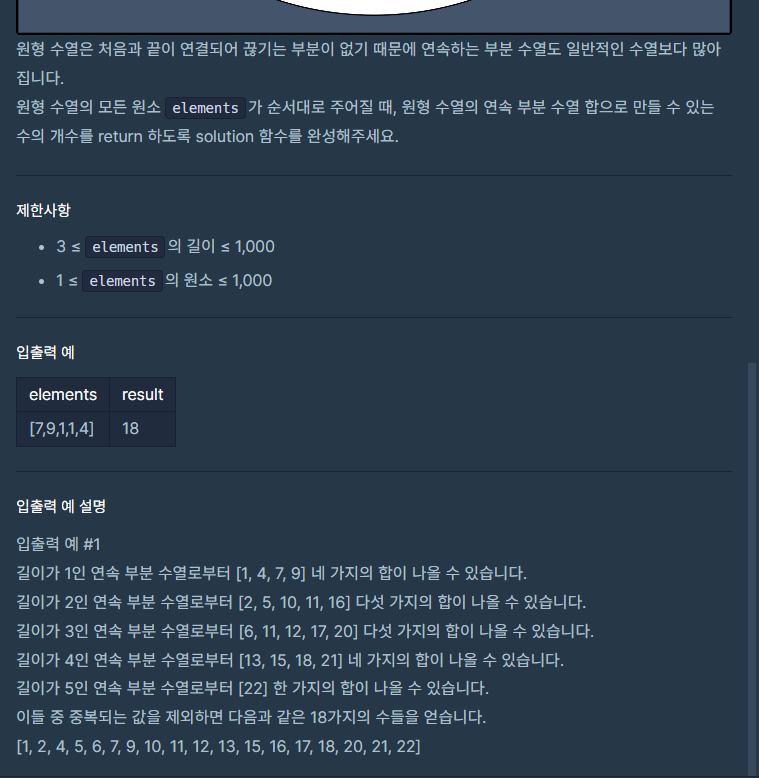 원형 수열은 처음과 끝이 연결되어 끊기는 부분이 없기 때문에 연속하는 부분 수열도 일반적인 수열보다 많아
집니다.
원형 수열의 모든 원소 elements 가 순서대로 주어질 때, 원형 수열의 연속 부분 수열 합으로 만들 수 있는
수의 개수를 return 하도록 solution 함수를 완성해주세요.
제한사항
• 3 ≤ elements 의 길이 ≤ 1,000
• 1 ≤ elements 의 원소 ≤ 1,000
입출력 예
elements result
[7,9,1,1,4] 18
입출력 예 설명
입출력 예 #1
길이가 1인 연속 부분 수열로부터 [1, 4, 7, 9] 네 가지의 합이 나올 수 있습니다.
길이가 2인 연속 부분 수열로부터 [2, 5, 10, 11, 16] 다섯 가지의 합이 나올 수 있습니다.
길이가 3인 연속 부분 수열로부터 [6, 11, 12, 17, 20] 다섯 가지의 합이 나올 수 있습니다.
길이가 4인 연속 부분 수열로부터 [13, 15, 18, 21] 네 가지의 합이 나올 수 있습니다.
길이가 5인 연속 부분 수열로부터 [22] 한 가지의 합이 나올 수 있습니다.
이들 중 중복되는 값을 제외하면 다음과 같은 18가지의 수들을 얻습니다.
[1, 2, 4, 5, 6, 7, 9, 10, 11, 12, 13, 15, 16, 17, 18, 20, 21, 22]